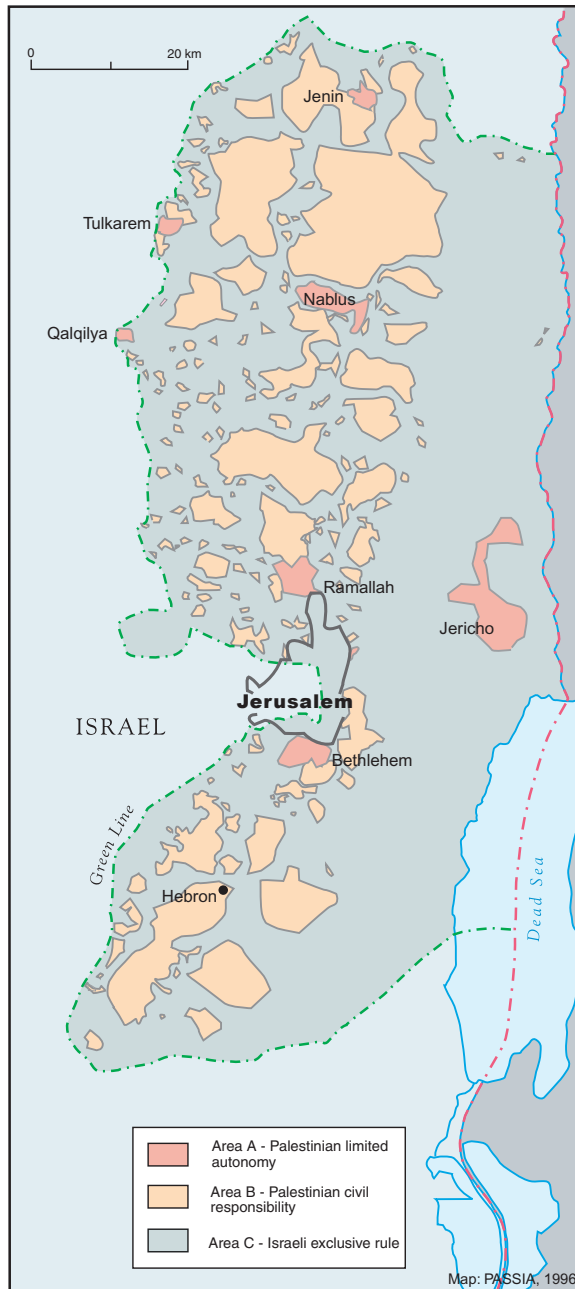 0 20 km
Jenin
Tulkarem
Nablus
Qalqilya
Ramallah
Jericho
Jerusalem
ISRAEL
Bethlehem
Green Line
Hebron
Dead Sea
Area A - Palestinian limited
autonomy
Area B - Palestinian civil
responsibility
Area C - Israeli exclusive rule
Map: PASSIA, 1996